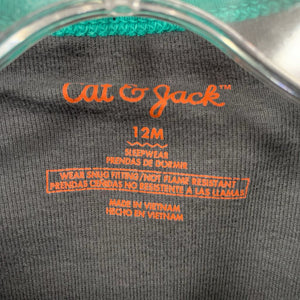 Cat & Jack™
12M
SLEEPWEAR
PRENDAS DE DORMIR
WEAR SNUG FITTING/NOT FLAME RESISTANT
PRENDAS CEÑIDAS NO RESISTENTE A LAS LLAMAS
MADE IN VIETNAM
HECHO EN VIETNAM